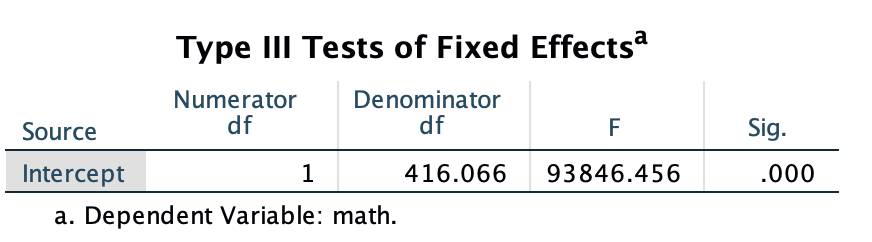 Type III Tests of Fixed Effectsa
Source Numerator df Denominator df F Sig.
Intercept 1 416.066 93846.456 .000
a. Dependent Variable: math.